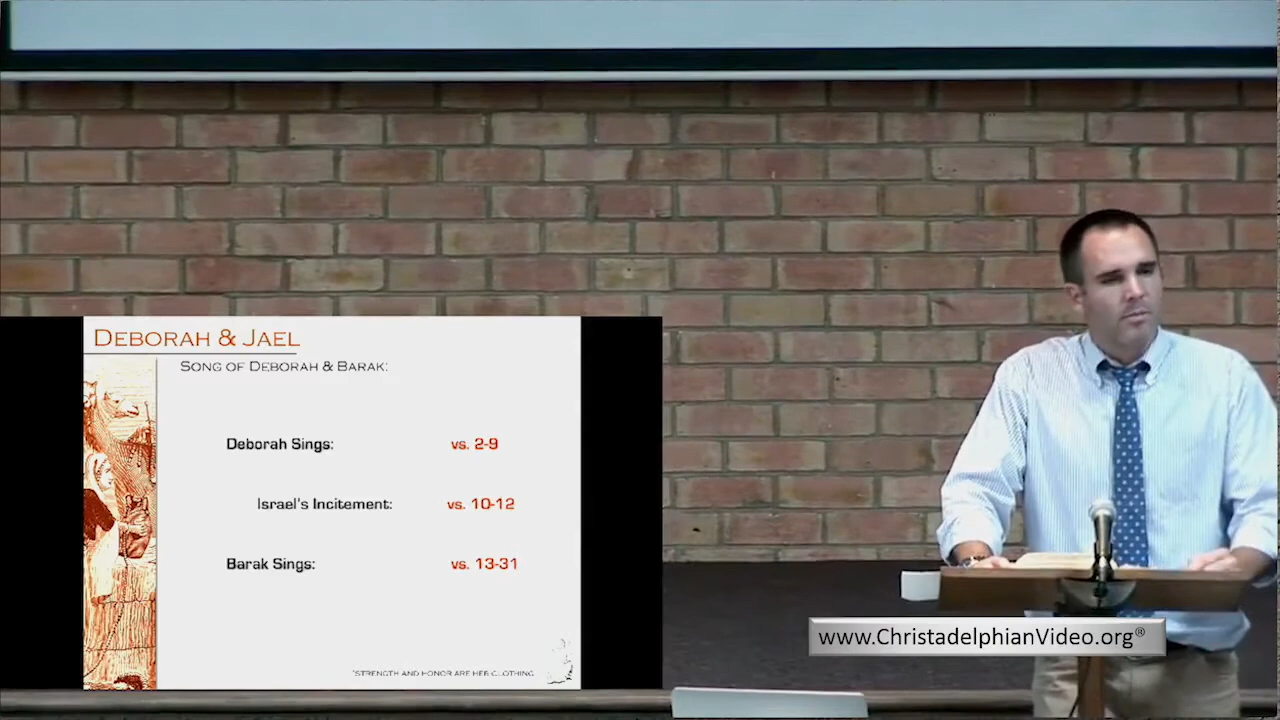 DEBORAH & JAEL
SONG OF DEBORAH & BARAK:
Deborah Sings: vs. 2-9
Israel's Incitement: vs. 10-12
Barak Sings: vs. 13-31
"STRENGTH AND HONOR ARE HER CLOTHING
www.ChristadelphianVideo.org®